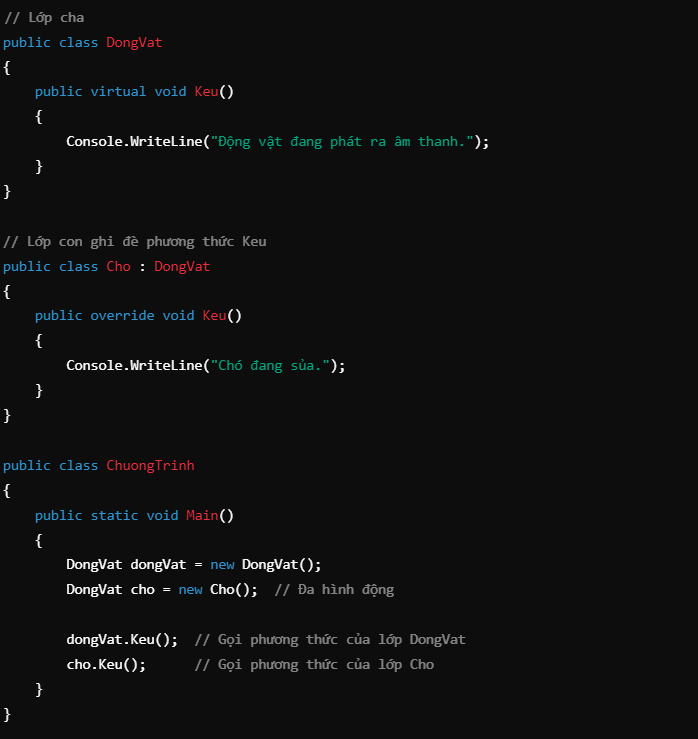 // Lớp cha
public class DongVat
{
    public virtual void Keu()
    {
        Console.WriteLine("Động vật đang phát ra âm thanh.");
    }
}

// Lớp con ghi đè phương thức Keu
public class Cho : DongVat
{
    public override void Keu()
    {
        Console.WriteLine("Chó đang sủa.");
    }
}

public class ChuongTrinh
{
    public static void Main()
    {
        DongVat dongVat = new DongVat();
        DongVat cho = new Cho();  // Đa hình động

        dongVat.Keu();  // Gọi phương thức của lớp DongVat
        cho.Keu();      // Gọi phương thức của lớp Cho
    }
}